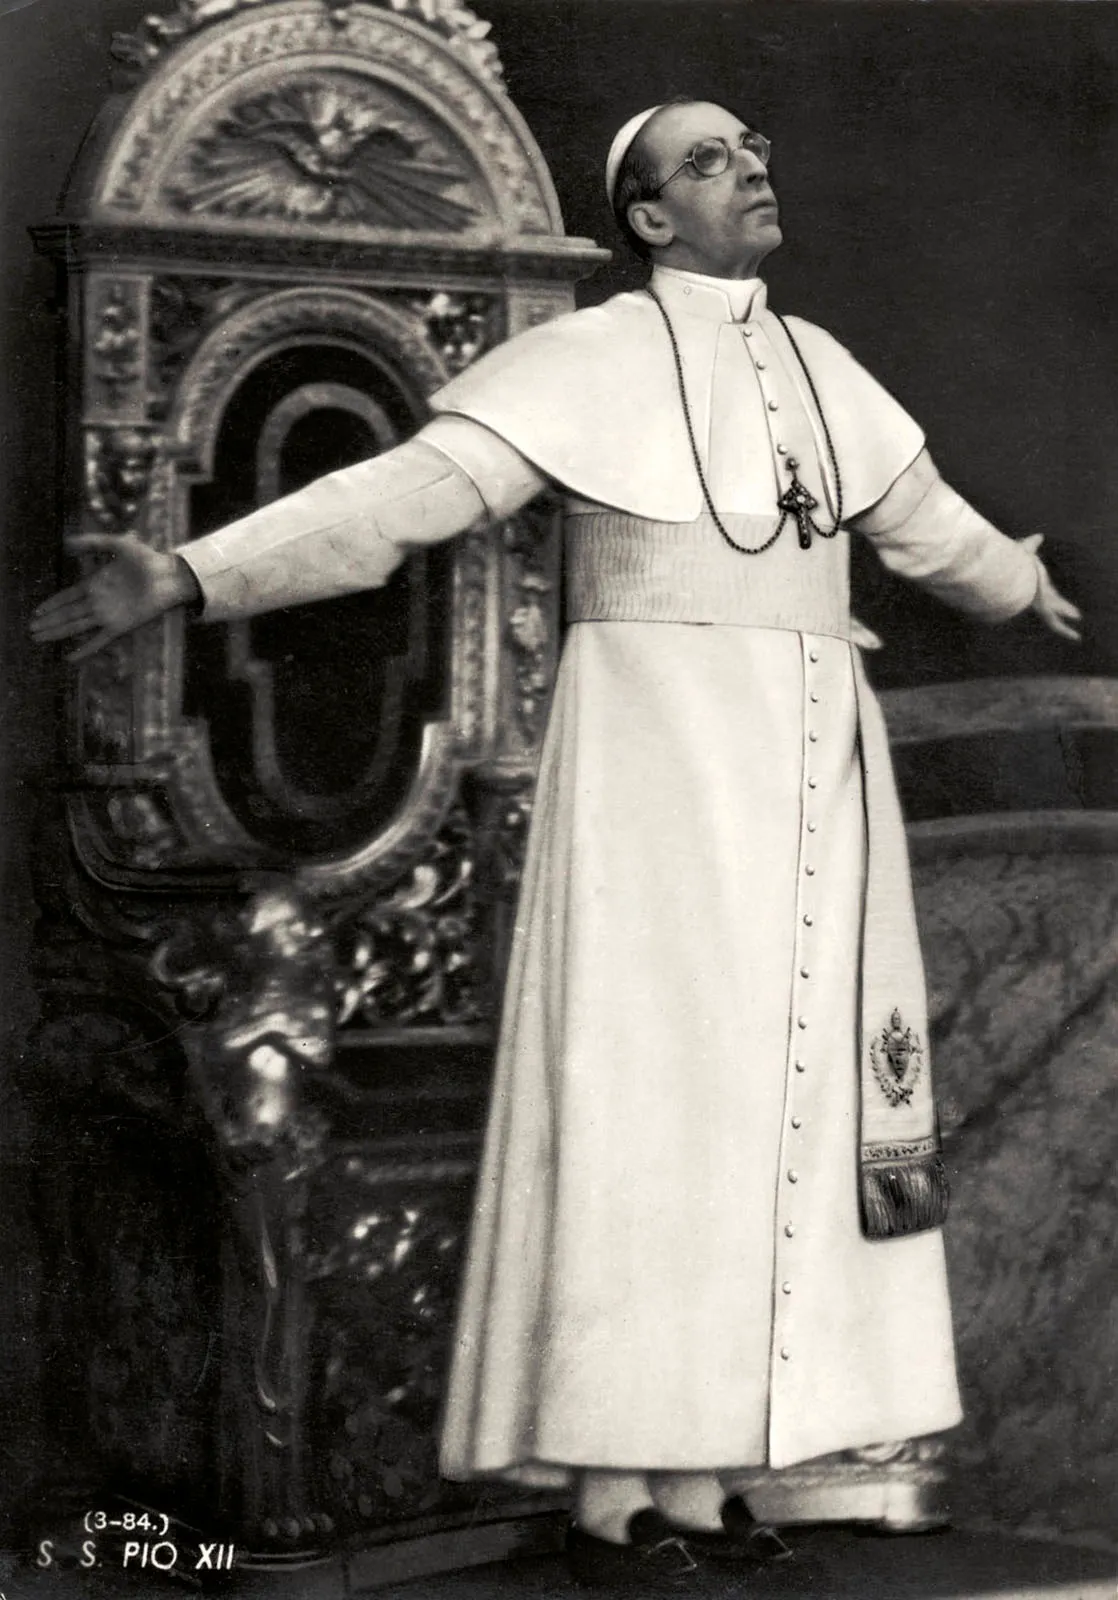 (3-84.)
S. S. PIO XII